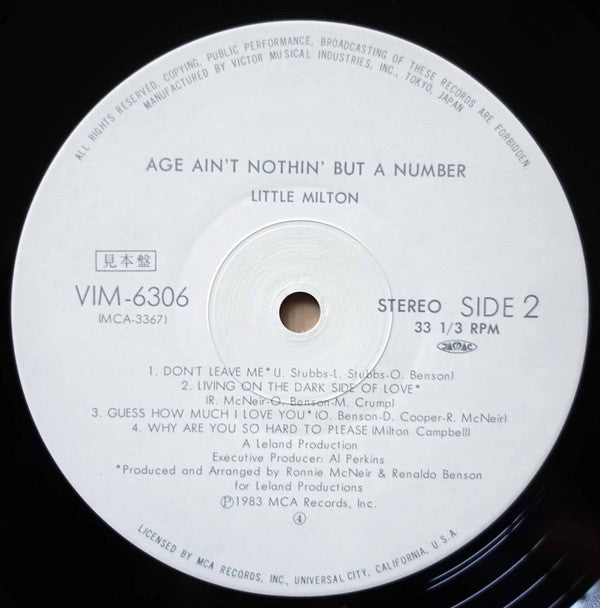 ALL RIGHTS RESERVED. COPYING, PUBLIC PERFORMANCE, BROADCASTING OF THESE RECORDS ARE FORBIDDEN.
MANUFACTURED BY VICTOR MUSICAL INDUSTRIES, INC., TOKYO, JAPAN
AGE AIN'T NOTHIN' BUT A NUMBER
LITTLE MILTON
見本盤
VIM-6306
(MCA-3367)
STEREO SIDE 2
33 1/3 RPM
JASRAC
1. DON'T LEAVE ME* (J. Stubbs-L. Stubbs-O. Benson)
2. LIVING ON THE DARK SIDE OF LOVE*
(R. McNeir-O. Benson-M. Crump)
3. GUESS HOW MUCH I LOVE YOU* (O. Benson-D. Cooper-R. McNeir)
4. WHY ARE YOU SO HARD TO PLEASE (Milton Campbell)
A Leland Production
Executive Producer: Al Perkins
*Produced and Arranged by Ronnie McNeir & Renaldo Benson
for Leland Productions
Ⓟ1983 MCA Records, Inc.
④
LICENSED BY MCA RECORDS, INC., UNIVERSAL CITY, CALIFORNIA, U.S.A.